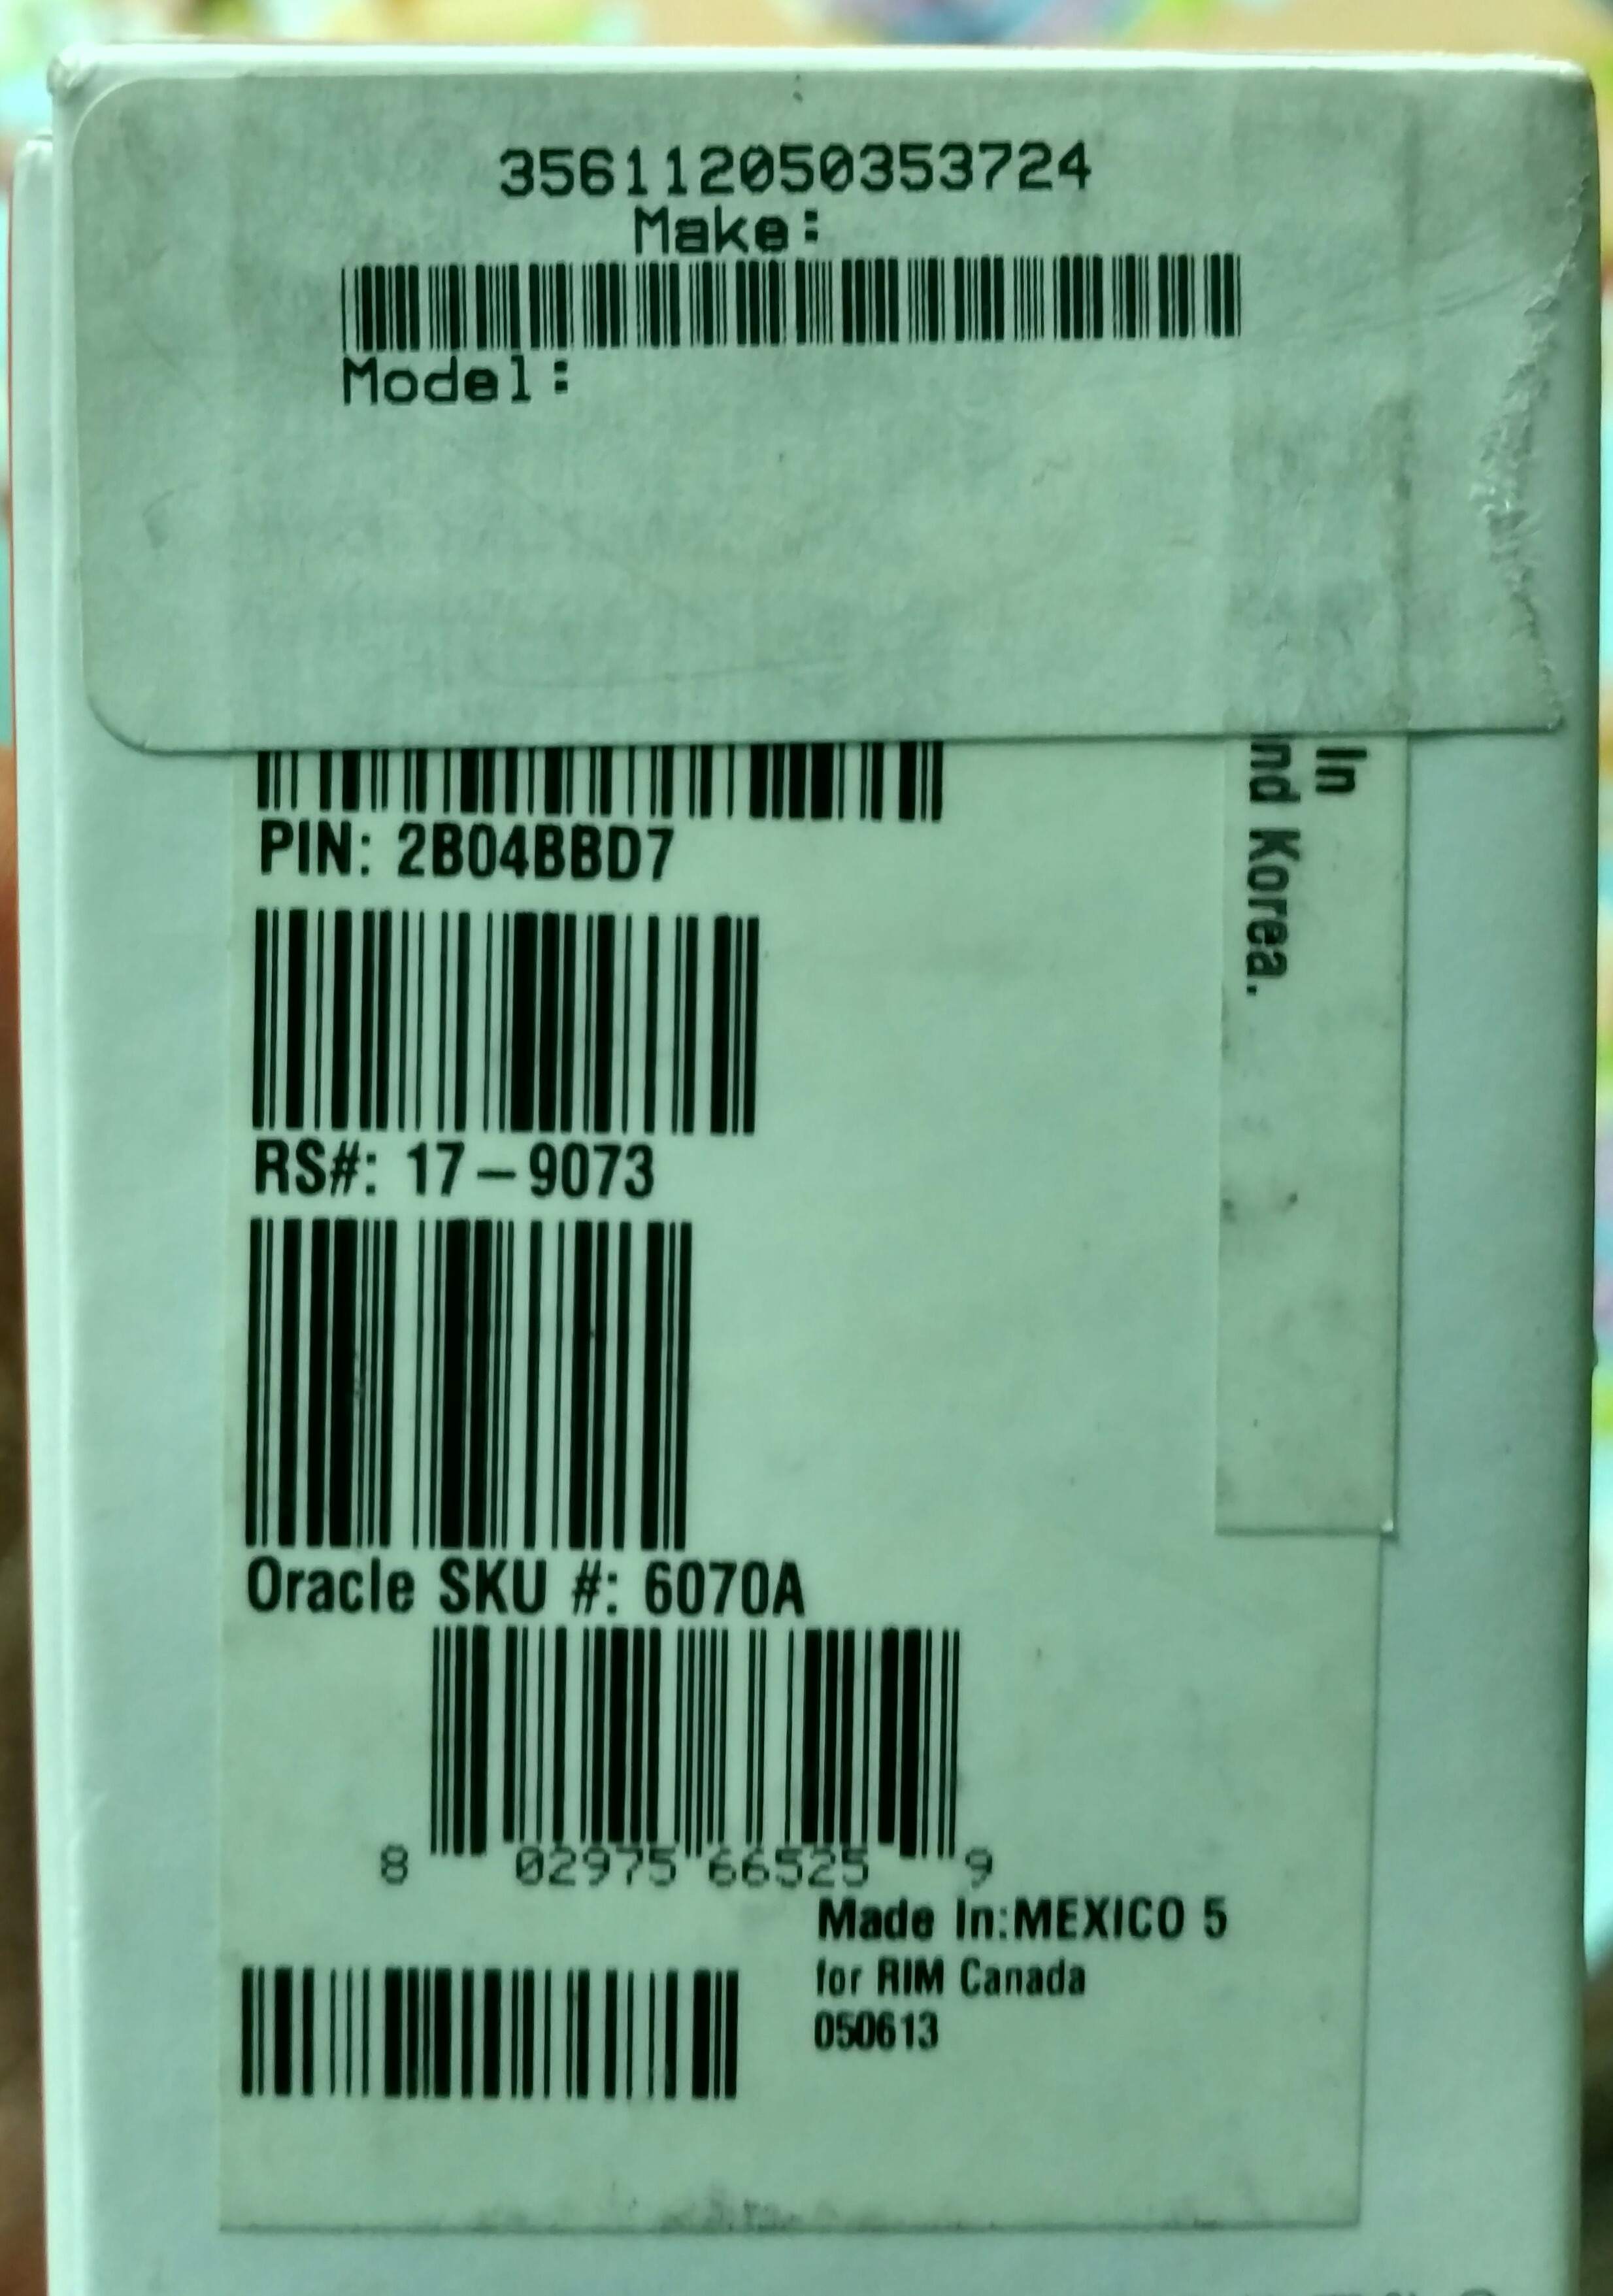 356112050353724
Make:
Model:
In
nd Korea.
PIN: 2B04BBD7
RS#: 17-9073
Oracle SKU #: 6070A
8 02975 66525 9
Made In:MEXICO 5
for RIM Canada
050613